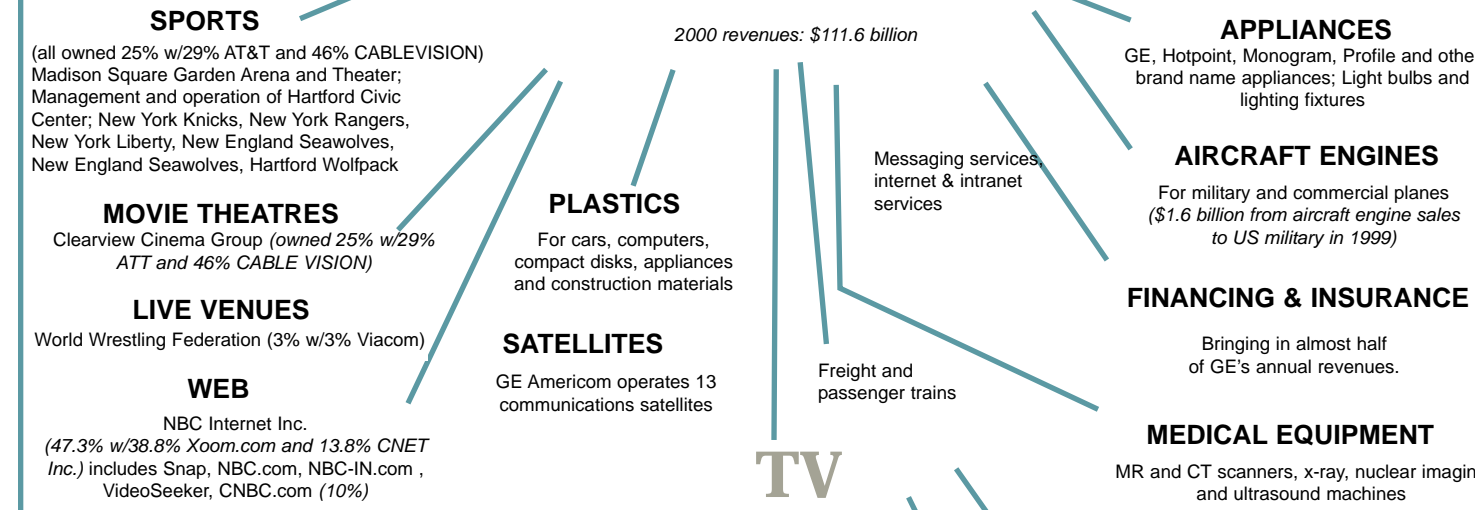 SPORTS
(all owned 25% w/29% AT&T and 46% CABLEVISION)
Madison Square Garden Arena and Theater;
Management and operation of Hartford Civic
Center; New York Knicks, New York Rangers,
New York Liberty, New England Seawolves,
New England Seawolves, Hartford Wolfpack
MOVIE THEATRES
Clearview Cinema Group (owned 25% w/29%
ATT and 46% CABLE VISION)
LIVE VENUES
World Wrestling Federation (3% w/3% Viacom)
WEB
NBC Internet Inc.
(47.3% w/38.8% Xoom.com and 13.8% CNET
Inc.) includes Snap, NBC.com, NBC-IN.com ,
VideoSeeker, CNBC.com (10%)
2000 revenues: $111.6 billion
PLASTICS
For cars, computers,
compact disks, appliances
and construction materials
SATELLITES
GE Americom operates 13
communications satellites
Messaging services,
internet & intranet
services
Freight and
passenger trains
TV
APPLIANCES
GE, Hotpoint, Monogram, Profile and othe
brand name appliances; Light bulbs and
lighting fixtures
AIRCRAFT ENGINES
For military and commercial planes
($1.6 billion from aircraft engine sales
to US military in 1999)
FINANCING & INSURANCE
Bringing in almost half
of GE's annual revenues.
MEDICAL EQUIPMENT
MR and CT scanners, x-ray, nuclear imagin
and ultrasound machines